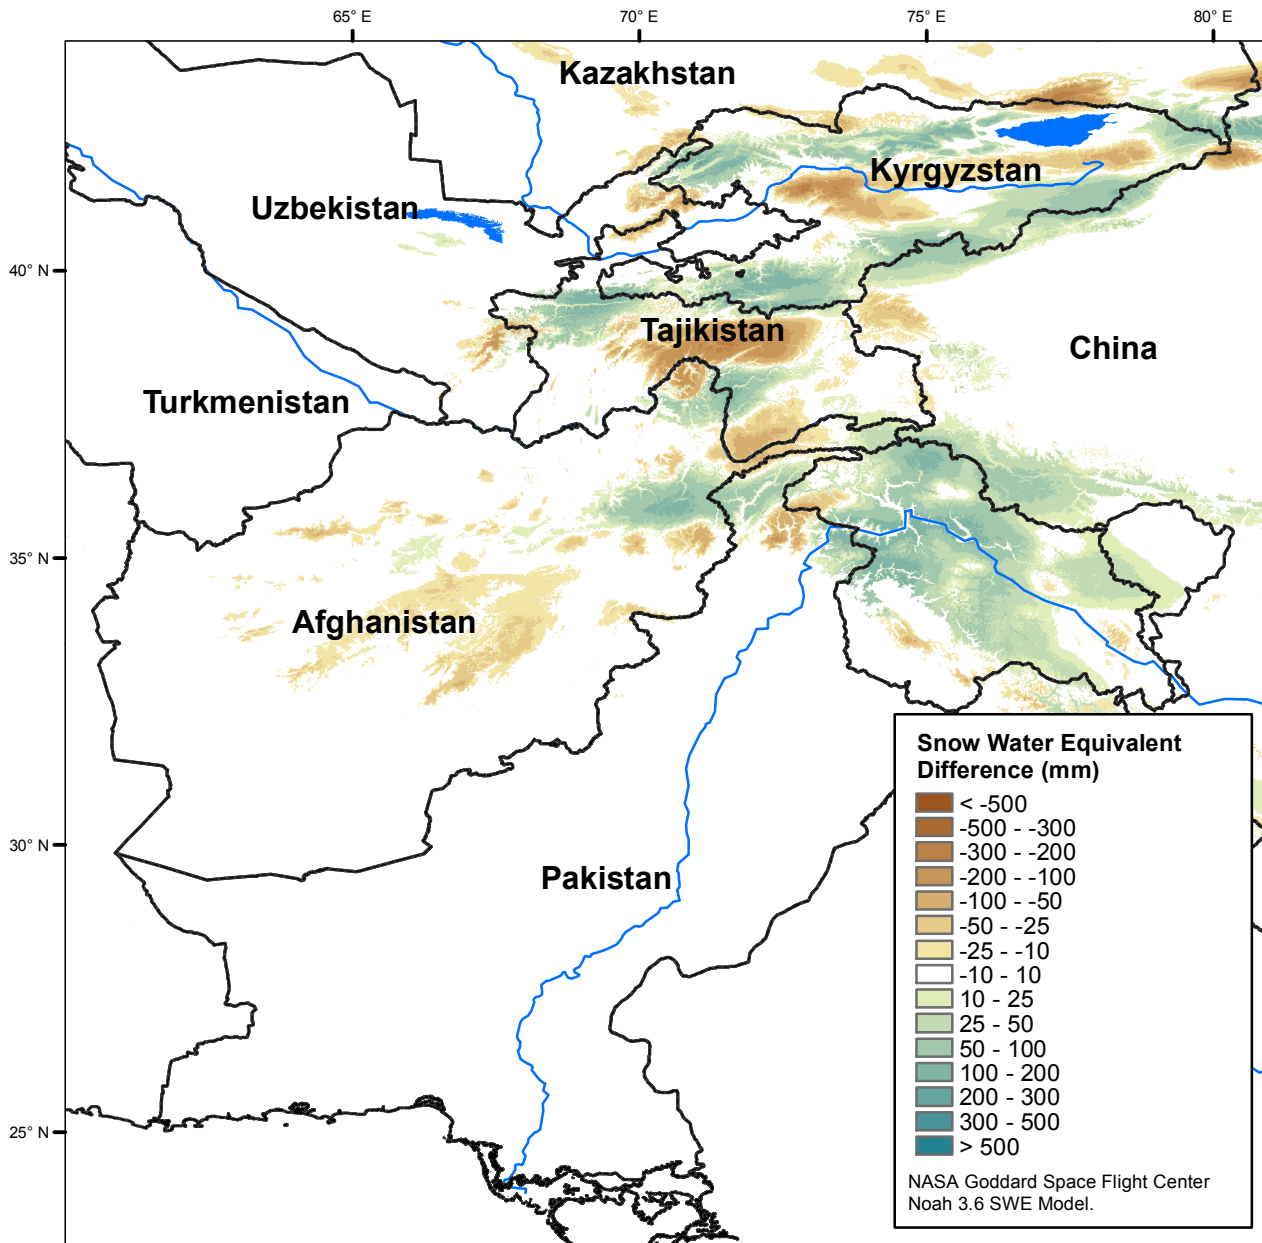 65° E
70° E
75° E
80° E
Kazakhstan
Kyrgyzstan
Uzbekistan
40° N
Tajikistan
China
Turkmenistan
35° N
Afghanistan
Snow Water Equivalent
Difference (mm)
< -500
-500 - -300
-300 - -200
-200 - -100
-100 - -50
-50 - -25
-25 - -10
-10 - 10
10 - 25
25 - 50
50 - 100
100 - 200
200 - 300
300 - 500
> 500
NASA Goddard Space Flight Center
Noah 3.6 SWE Model.
30° N
Pakistan
25° N